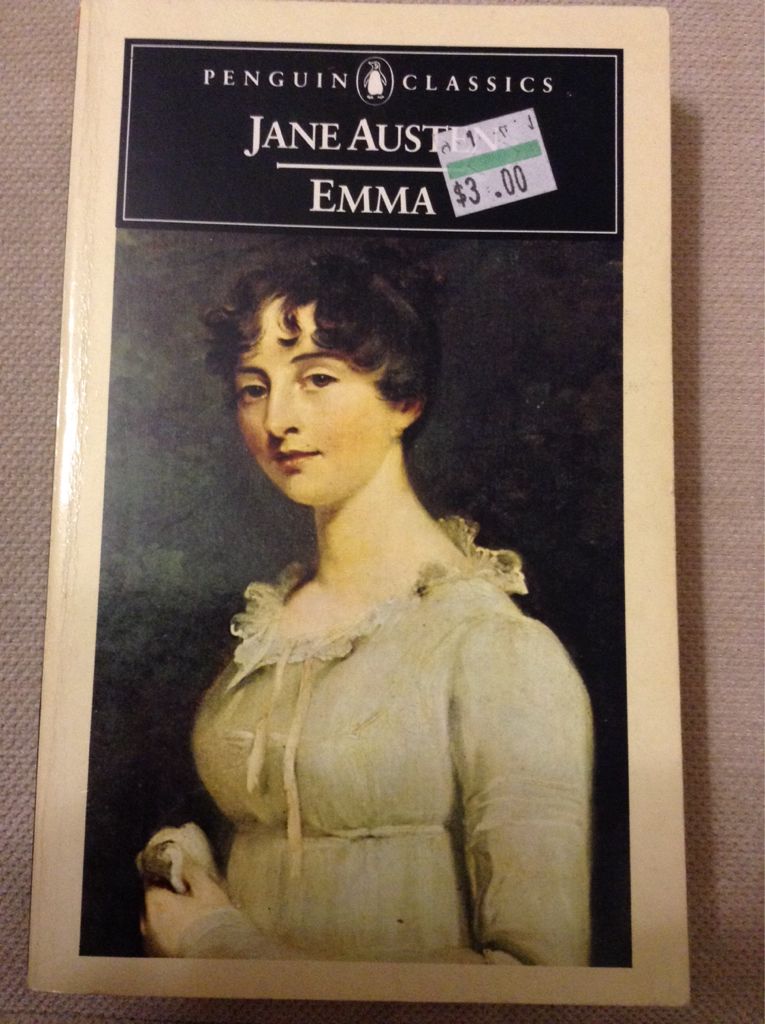 PENGUIN CLASSICS
JANE AUSTEN
EMMA
$3.00